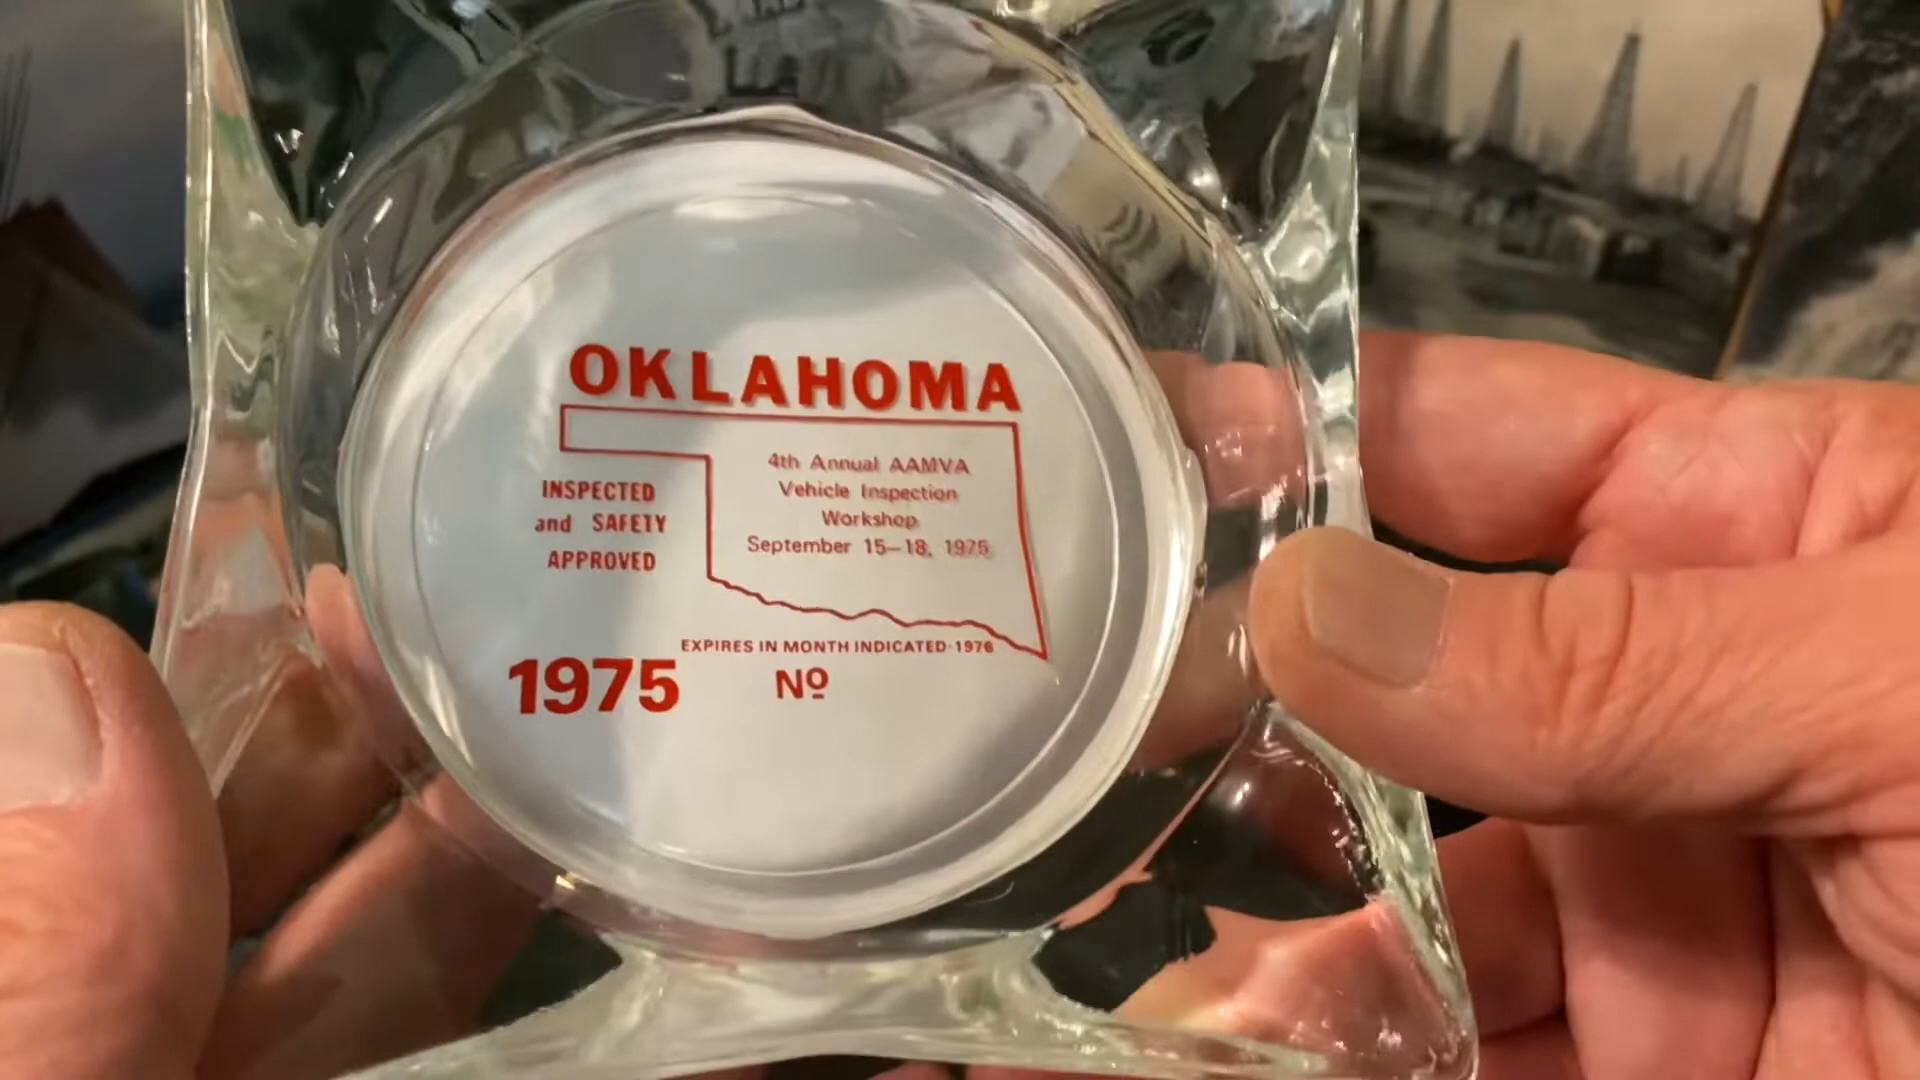 OKLAHOMA
4th Annual AAMVA
Vehicle Inspection
Workshop
September 15–18, 1975
INSPECTED
and SAFETY
APPROVED
EXPIRES IN MONTH INDICATED-1976
1975 Nº